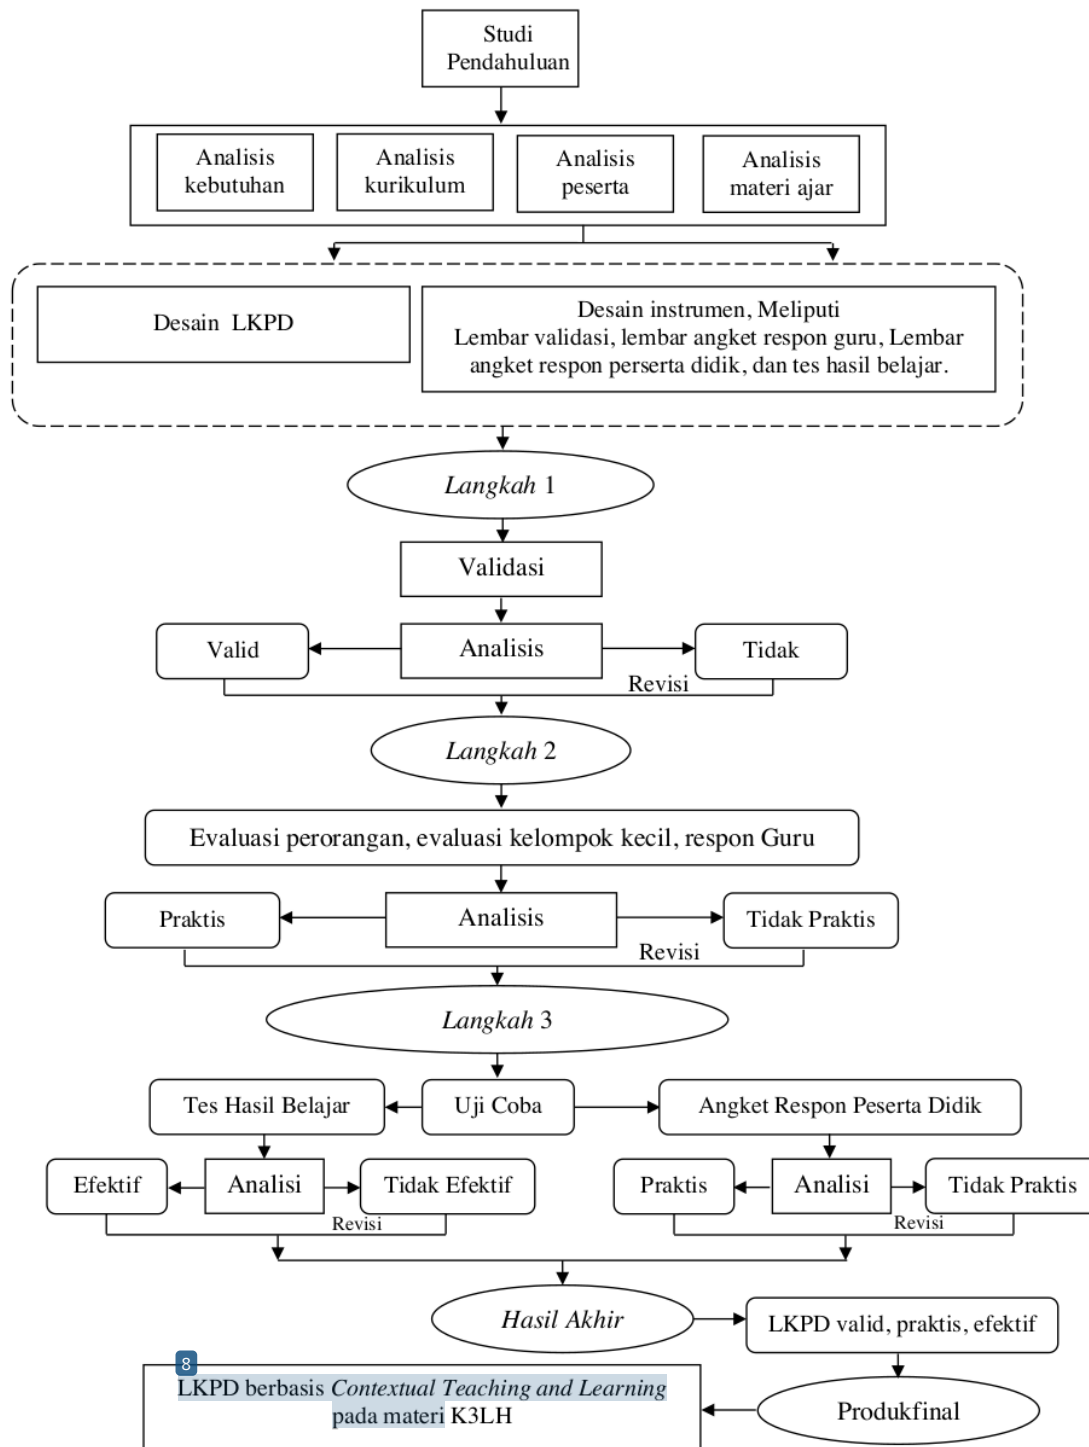 Studi
Pendahuluan
Analisis
kebutuhan
Analisis
kurikulum
Analisis
peserta
Analisis
materi ajar
Desain LKPD
Desain instrumen, Meliputi
Lembar validasi, lembar angket respon guru, Lembar
angket respon perserta didik, dan tes hasil belajar.
Langkah 1
Validasi
Valid
Analisis
Tidak
Revisi
Langkah 2
Evaluasi perorangan, evaluasi kelompok kecil, respon Guru
Praktis
Analisis
Tidak Praktis
Revisi
Langkah 3
Tes Hasil Belajar
Uji Coba
Angket Respon Peserta Didik
Efektif
Analisi
Tidak Efektif
Praktis
Analisi
Tidak Praktis
Revisi
Revisi
Hasil Akhir
LKPD valid, praktis, efektif
8
LKPD berbasis Contextual Teaching and Learning
pada materi K3LH
Produkfinal